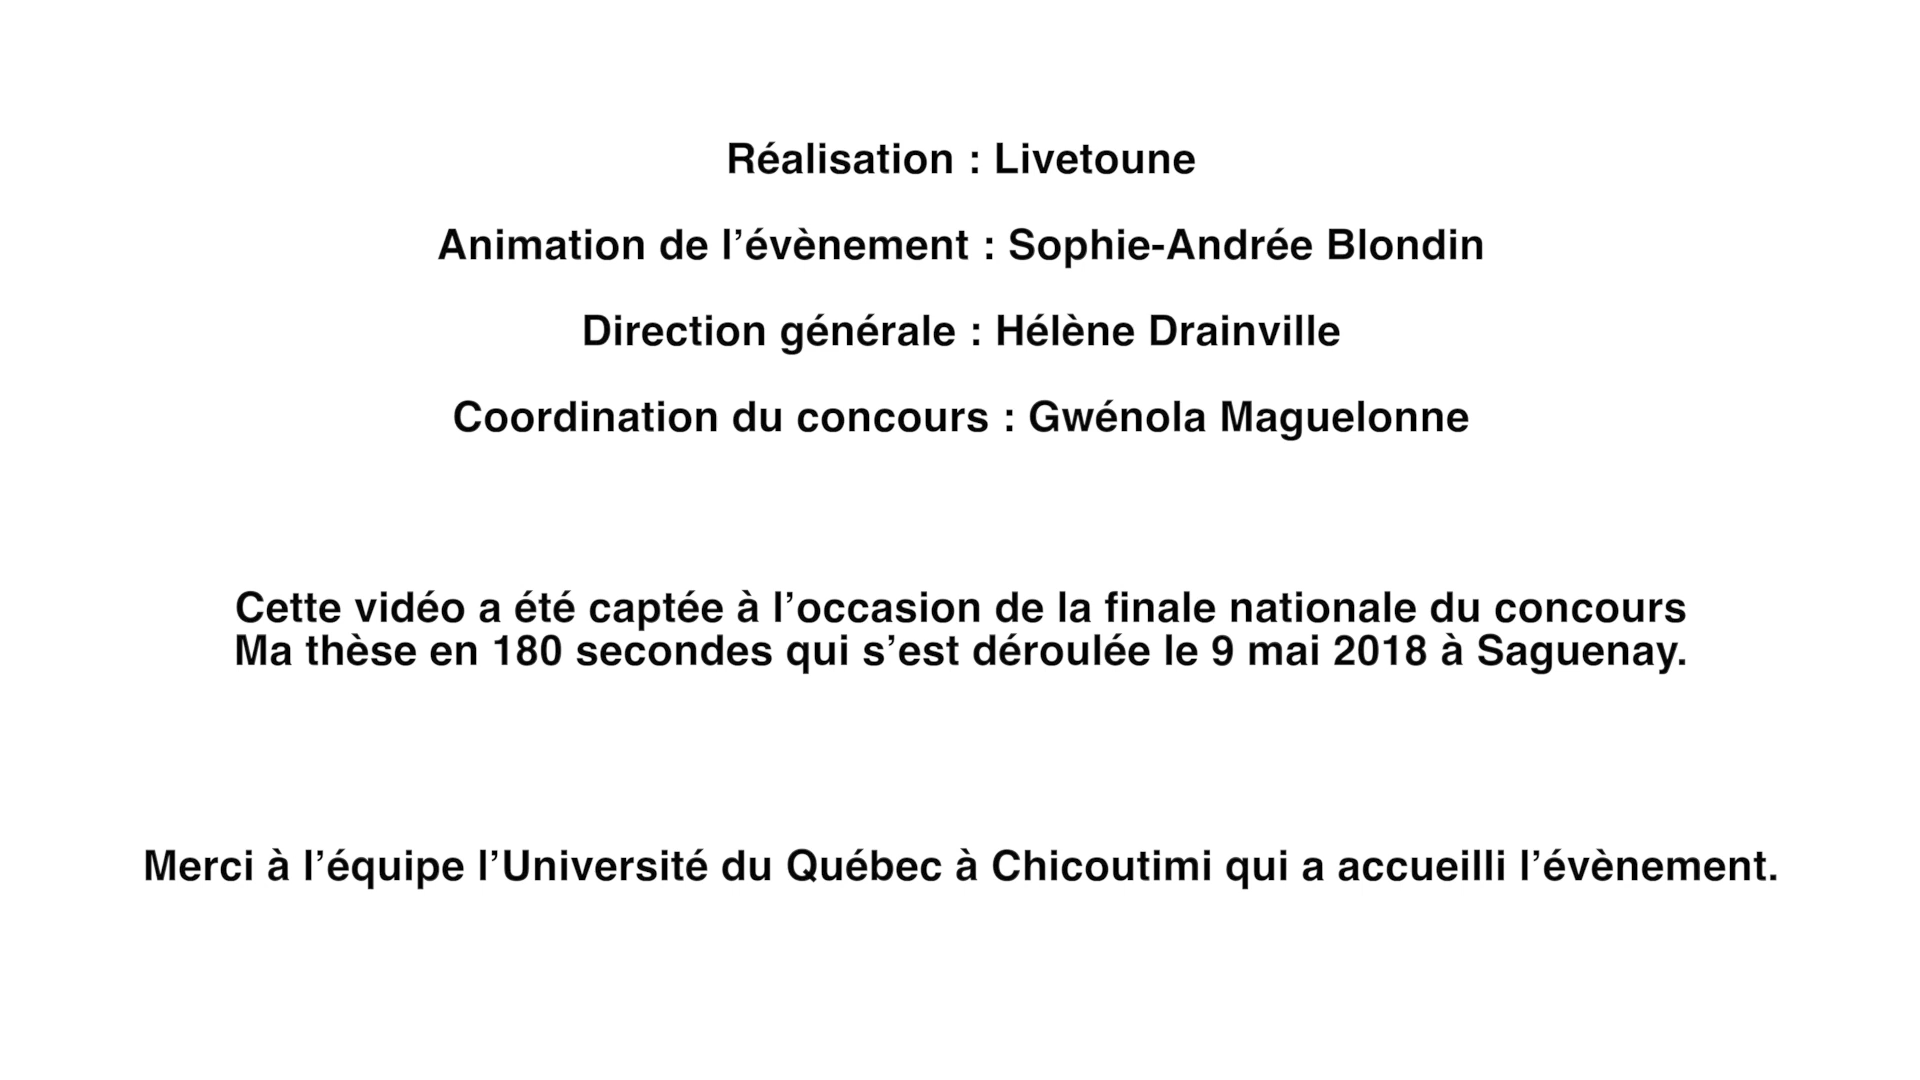 Réalisation : Livetoune
Animation de l’évènement : Sophie-Andrée Blondin
Direction générale : Hélène Drainville
Coordination du concours : Gwénola Maguelonne
Cette vidéo a été captée à l’occasion de la finale nationale du concours
Ma thèse en 180 secondes qui s’est déroulée le 9 mai 2018 à Saguenay.
Merci à l’équipe l’Université du Québec à Chicoutimi qui a accueilli l’évènement.